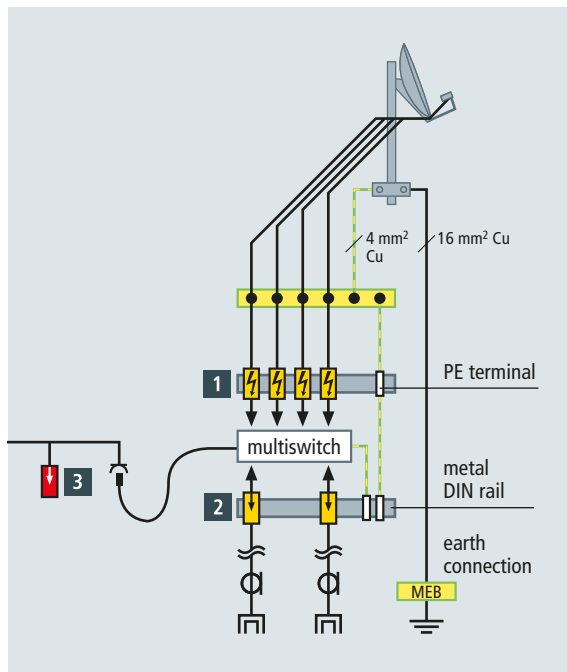 4 mm²
Cu
16 mm² Cu
1
PE terminal
multiswitch
3
metal
DIN rail
2
earth
connection
MEB